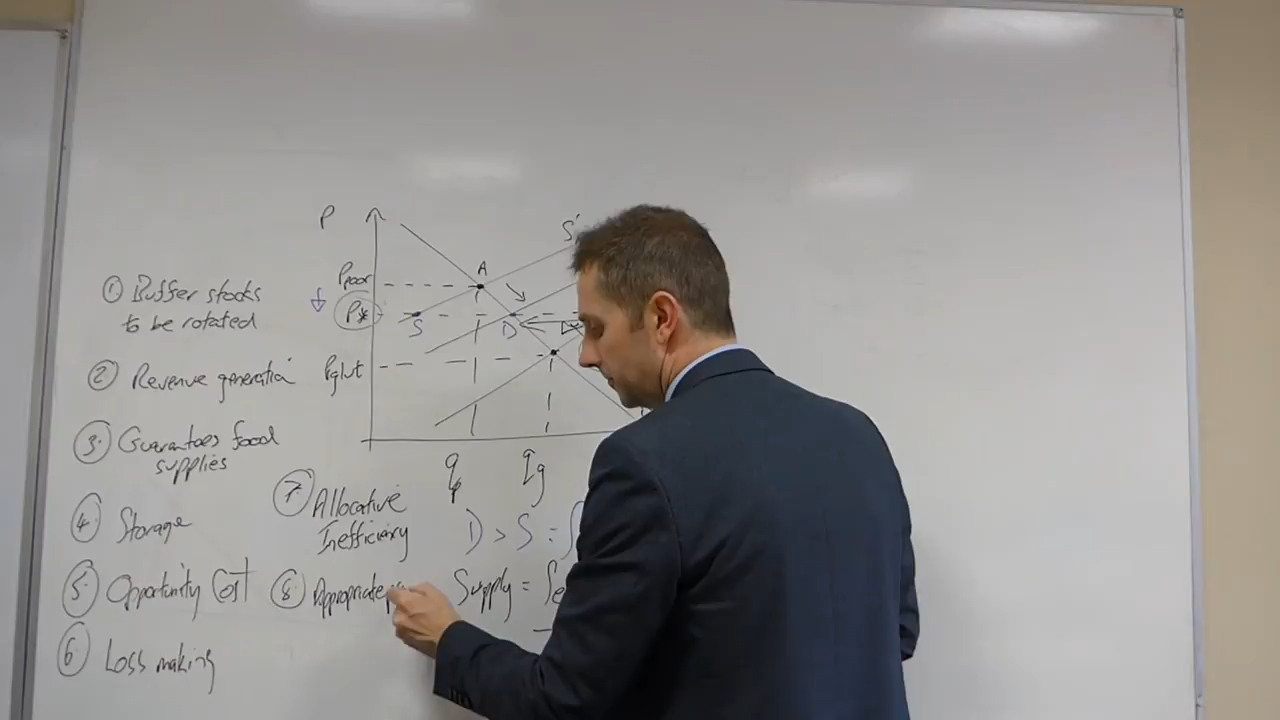 P
S'
A
Ppoor
P*
S
D
Pglut
① Buffer stocks
to be rotated
② Revenue generation
③ Guarantees food
supplies
④ Storage
⑤ Opportunity Cost
⑥ Loss making
qp
qg
⑦ Allocative
Inefficiency
D > S =
⑧ Appropriate
Supply =